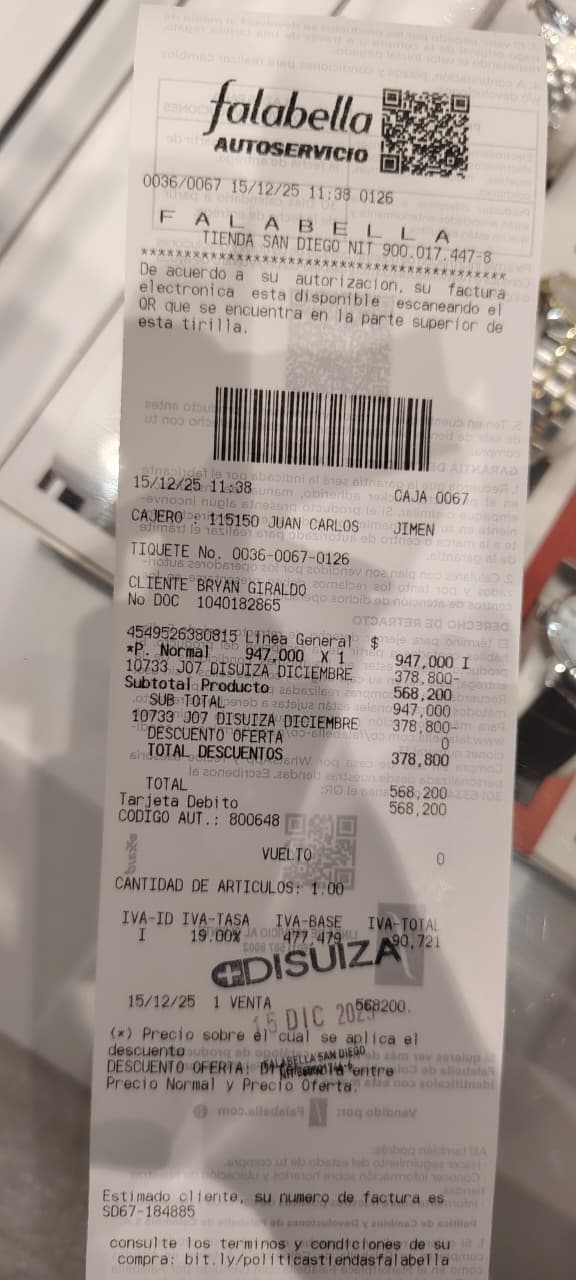 falabella
AUTOSERVICIO
0036/0067 15/12/25 11:38 0126
F A L A B E L L A
TIENDA SAN DIEGO NIT 900.017.447-8
******************************************
De acuerdo a su autorizacion, su factura
electronica esta disponible escaneando el
QR que se encuentra en la parte superior de
esta tirilla.
15/12/25 11:38 CAJA 0067
CAJERO : 115150 JUAN CARLOS JIMEN
TIQUETE No. 0036-0067-0126
CLIENTE BRYAN GIRALDO
No DOC 1040182865
4549526380815 Linea General $
*P. Normal 947,000 X 1 947,000 I
10733 J07 DISUIZA DICIEMBRE 378,800-
Subtotal Producto 568,200
SUB TOTAL 947,000
10733 J07 DISUIZA DICIEMBRE 378,800-
DESCUENTO OFERTA 0
TOTAL DESCUENTOS 378,800
TOTAL 568,200
Tarjeta Debito 568,200
CODIGO AUT.: 800648
VUELTO 0
CANTIDAD DE ARTICULOS: 1.00
IVA-ID IVA-TASA IVA-BASE IVA-TOTAL
I 19.00% 477,479 90,721
DISUIZA
15/12/25 1 VENTA 568200.
15 DIC 2025
(*) Precio sobre el cual se aplica el
descuento
FALABELLA SAN DIEGO
DESCUENTO OFERTA: entre
Precio Normal y Precio Oferta.
Estimado cliente, su numero de factura es
SD67-184885
consulte los terminos y condiciones de su
compra: bit.ly/politicastiendasfalabella